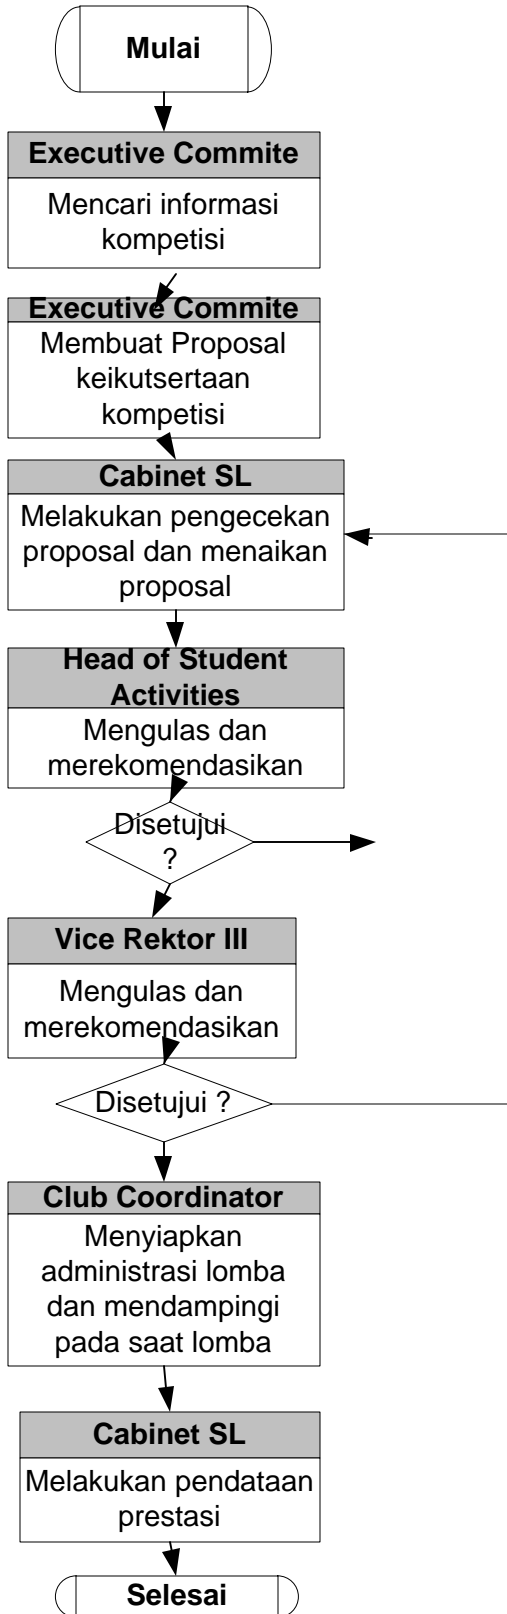 Mulai
Executive Commite
Mencari informasi
kompetisi
Executive Commite
Membuat Proposal
keikutsertaan
kompetisi
Cabinet SL
Melakukan pengecekan
proposal dan menaikan
proposal
Head of Student
Activities
Mengulas dan
merekomendasikan
Disetujui
?
Vice Rektor III
Mengulas dan
merekomendasikan
Disetujui ?
Club Coordinator
Menyiapkan
administrasi lomba
dan mendampingi
pada saat lomba
Cabinet SL
Melakukan pendataan
prestasi
Selesai